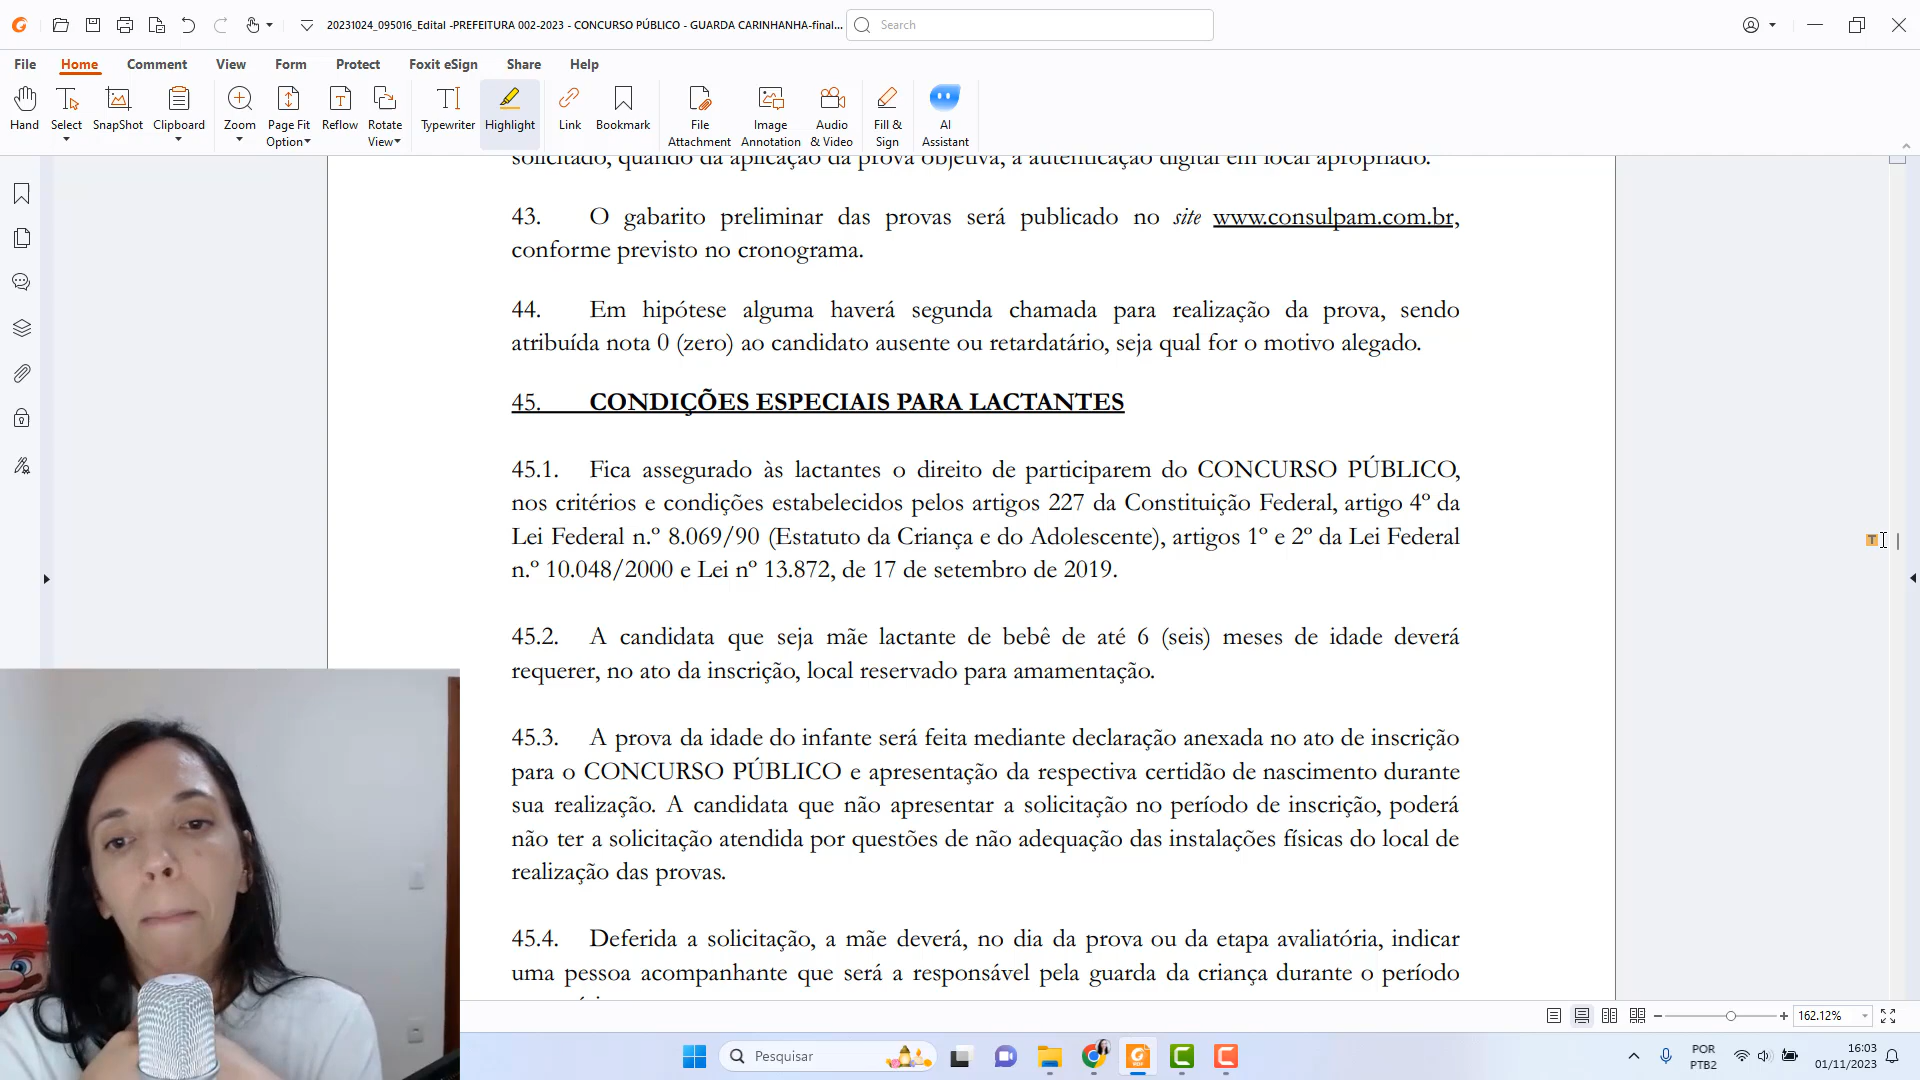 20231024_095016_Edital -PREFEITURA 002-2023 - CONCURSO PÚBLICO - GUARDA CARINHANHA-final...
Search
File Home Comment View Form Protect Foxit eSign Share Help
Hand
Select
SnapShot
Clipboard
Zoom
Page Fit Option
Reflow
Rotate View
Typewriter
Highlight
Link
Bookmark
File Attachment
Image Annotation
Audio & Video
Fill & Sign
AI Assistant
solicitado, quando da aplicação da prova objetiva, a autenticação digital em local apropriado.
43. O gabarito preliminar das provas será publicado no site www.consulpam.com.br,
conforme previsto no cronograma.
44. Em hipótese alguma haverá segunda chamada para realização da prova, sendo
atribuída nota 0 (zero) ao candidato ausente ou retardatário, seja qual for o motivo alegado.
45. CONDIÇÕES ESPECIAIS PARA LACTANTES
45.1. Fica assegurado às lactantes o direito de participarem do CONCURSO PÚBLICO,
nos critérios e condições estabelecidos pelos artigos 227 da Constituição Federal, artigo 4º da
Lei Federal n.º 8.069/90 (Estatuto da Criança e do Adolescente), artigos 1º e 2º da Lei Federal
n.º 10.048/2000 e Lei nº 13.872, de 17 de setembro de 2019.
45.2. A candidata que seja mãe lactante de bebê de até 6 (seis) meses de idade deverá
requerer, no ato da inscrição, local reservado para amamentação.
45.3. A prova da idade do infante será feita mediante declaração anexada no ato de inscrição
para o CONCURSO PÚBLICO e apresentação da respectiva certidão de nascimento durante
sua realização. A candidata que não apresentar a solicitação no período de inscrição, poderá
não ter a solicitação atendida por questões de não adequação das instalações físicas do local de
realização das provas.
45.4. Deferida a solicitação, a mãe deverá, no dia da prova ou da etapa avaliatória, indicar
uma pessoa acompanhante que será a responsável pela guarda da criança durante o período
162.12%
Pesquisar
POR
PTB2
16:03
01/11/2023